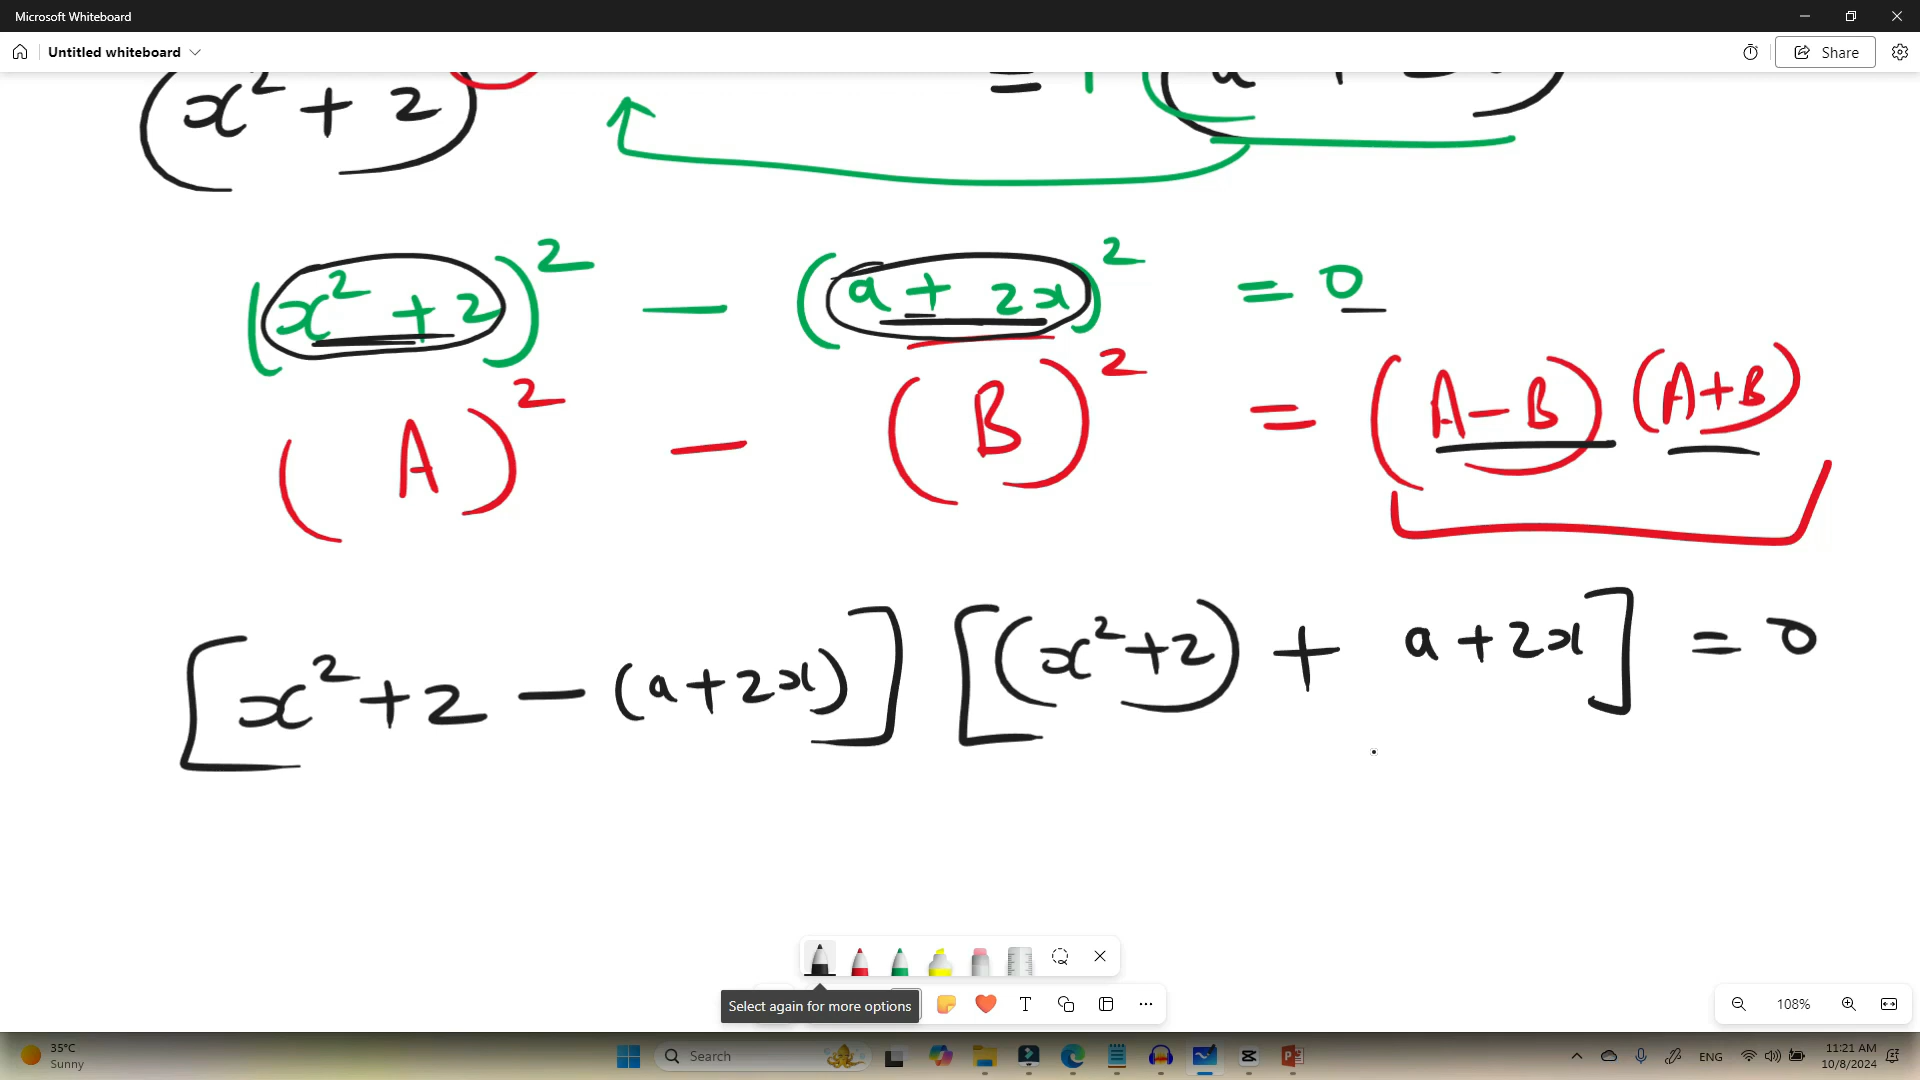 Microsoft Whiteboard
Untitled whiteboard
Share
(x² + 2)
=
(x² + 2)² − (a + 2x)² = 0
(A)² − (B)² = (A−B) (A+B)
[x² + 2 − (a + 2x)] [(x² + 2) + a + 2x] = 0
Select again for more options
T
108%
35°C
Sunny
Search
ENG
11:21 AM
10/8/2024